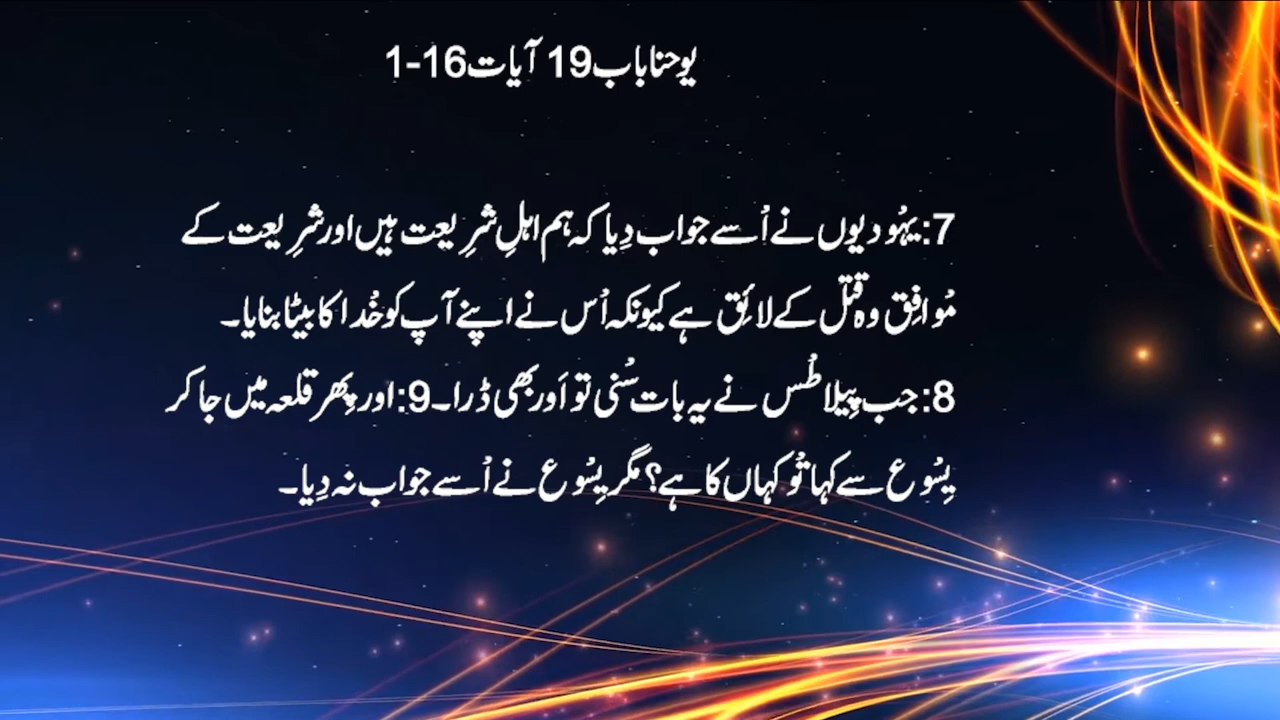 یوحنا باب 19 آیات 16-1
7: یہُودیوں نے اُسے جواب دِیا کہ ہم اہلِ شرِیعت ہیں اور شرِیعت کے
مُوافِق وہ قتل کے لائِق ہے کیونکہ اُس نے اپنے آپ کو خُدا کا بیٹا بنایا۔
8: جب پِیلاطُس نے یہ بات سُنی تو اَور بھی ڈرا۔ 9: اور پِھر قلعہ میں جا کر
یِسُوع سے کہا تُو کہاں کا ہے؟ مگر یِسُوع نے اُسے جواب نہ دِیا۔